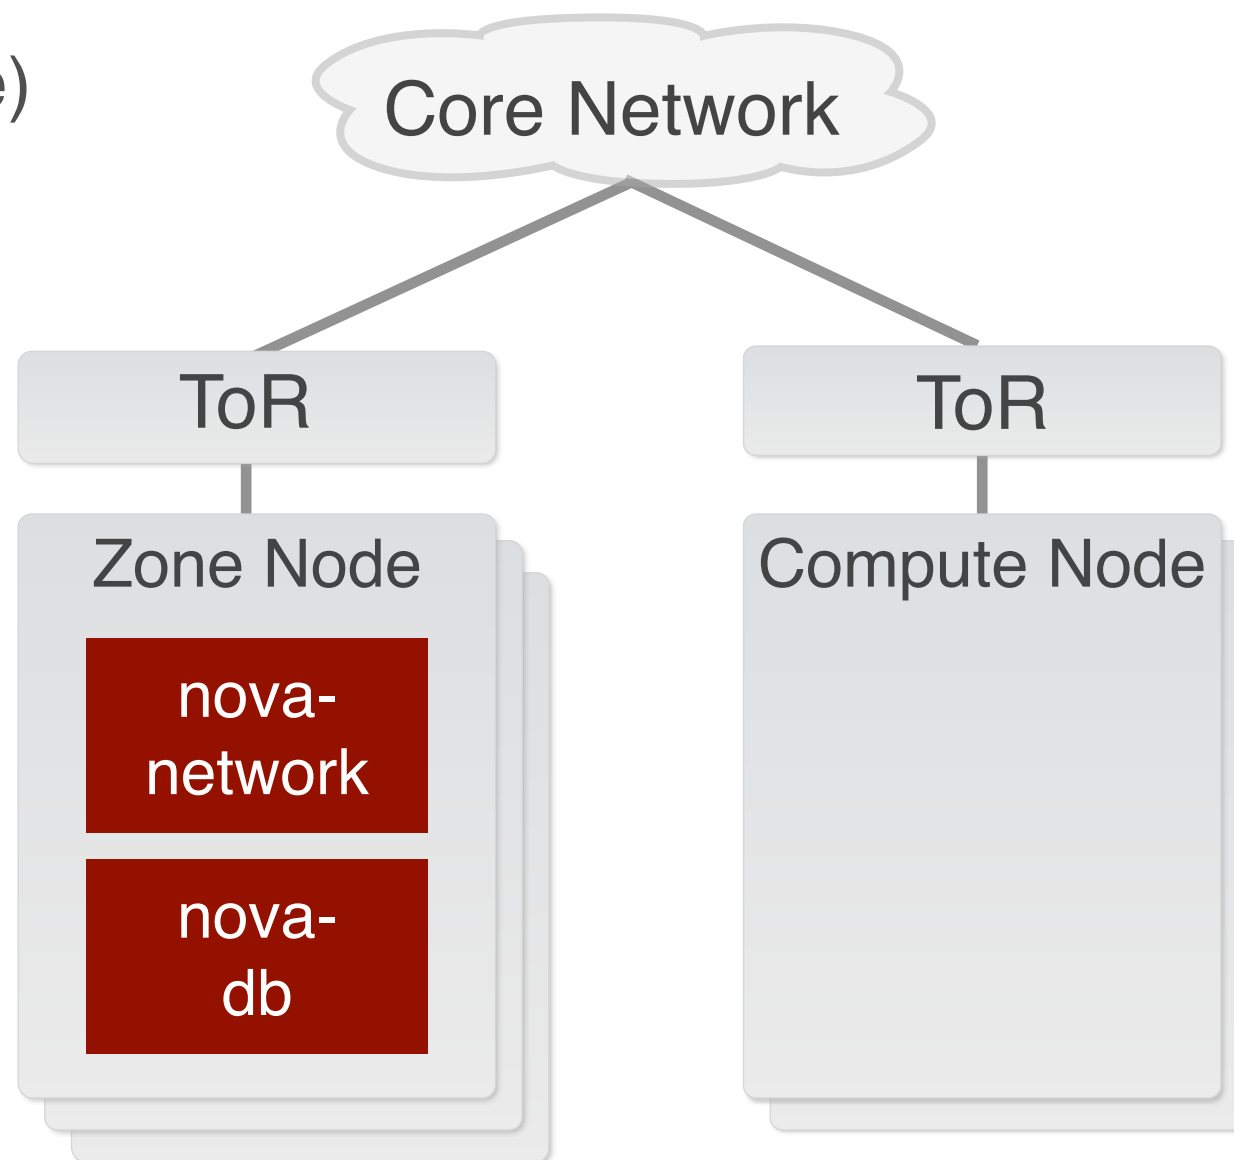 e)
Core Network
ToR
ToR
Zone Node
Compute Node
nova-
network
nova-
db